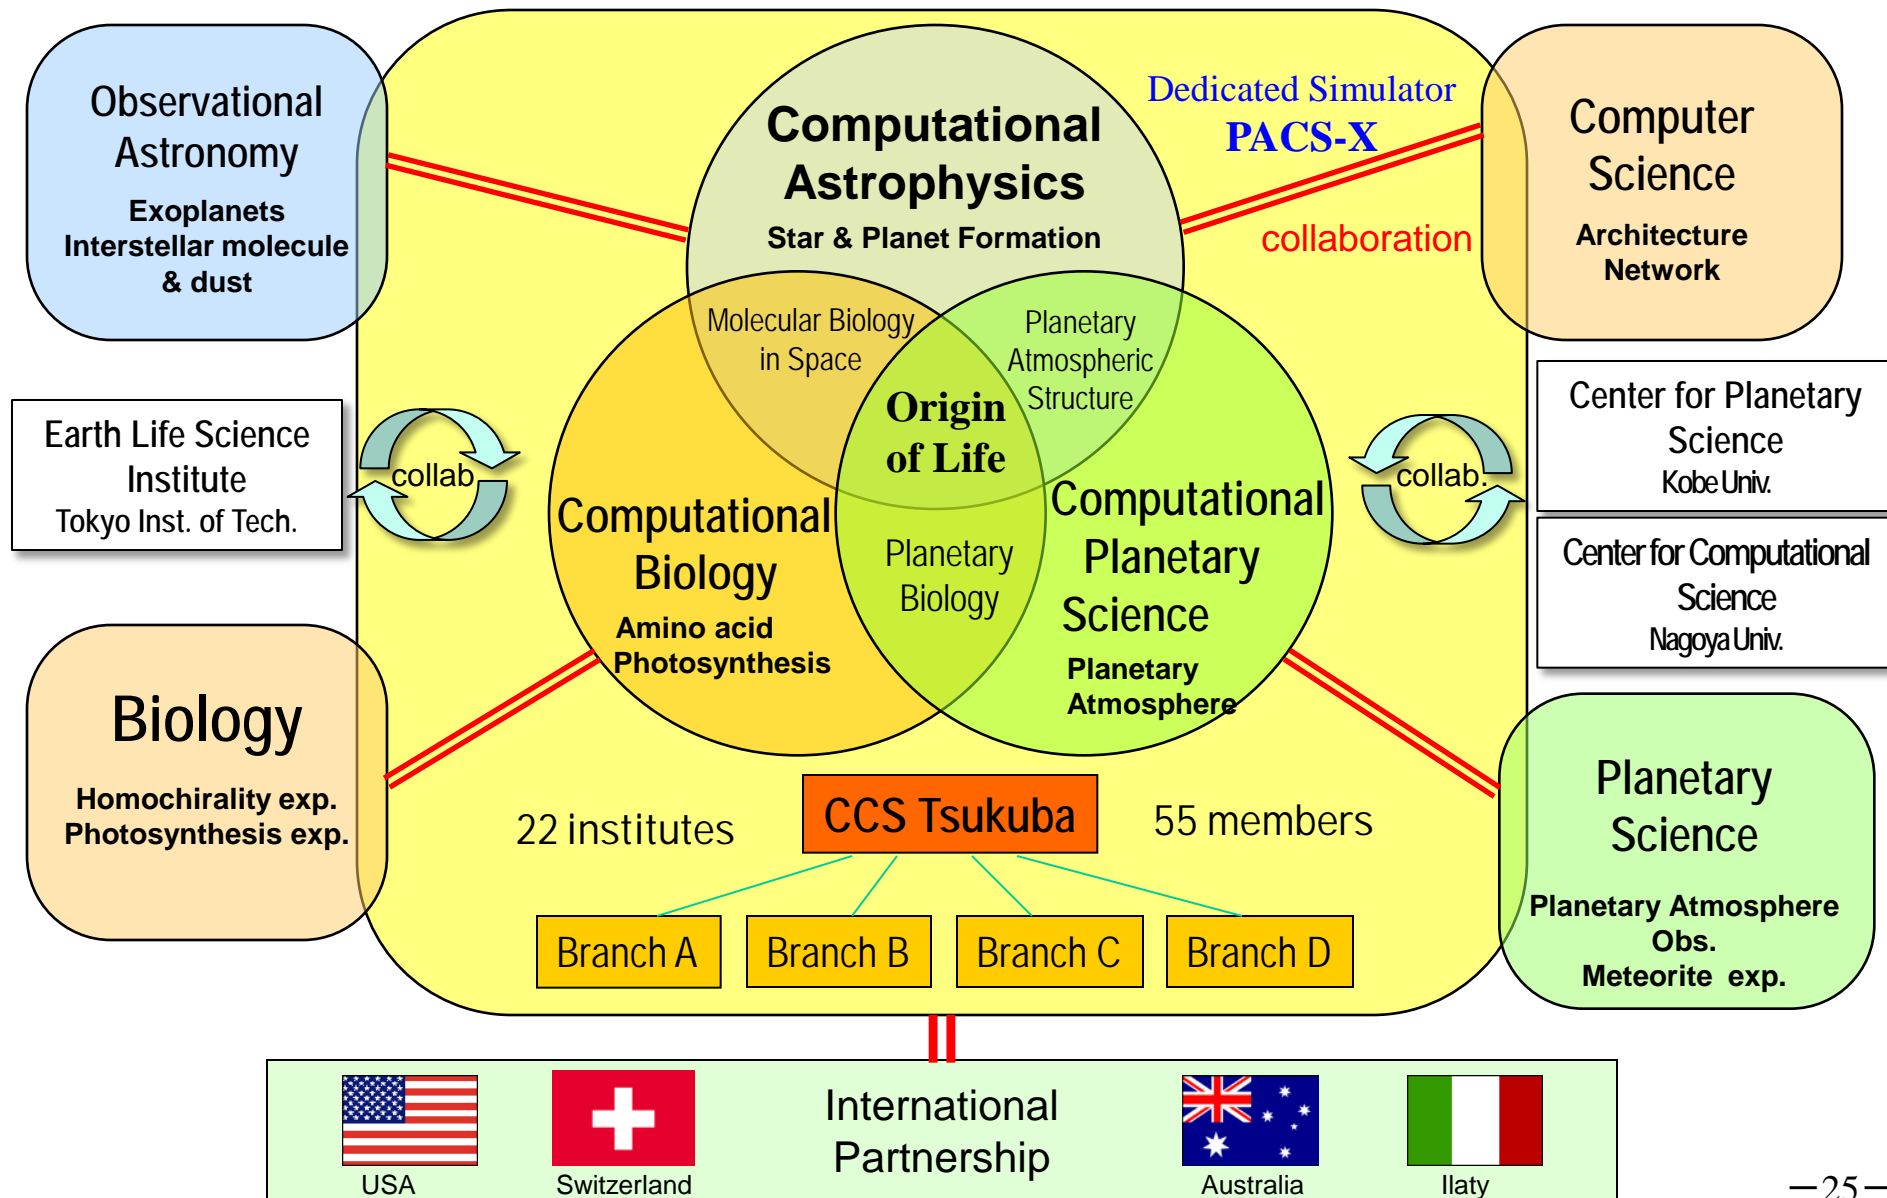 Observational
Astronomy
Exoplanets
Interstellar molecule
& dust
Computational
Astrophysics
Star & Planet Formation
Dedicated Simulator
PACS-X
collaboration
Computer
Science
Architecture
Network
Molecular Biology
in Space
Planetary
Atmospheric
Structure
Origin
of Life
Earth Life Science
Institute
Tokyo Inst. of Tech.
collab
collab.
Center for Planetary
Science
Kobe Univ.
Center for Computational
Science
Nagoya Univ.
Computational
Biology
Amino acid
Photosynthesis
Planetary
Biology
Computational
Planetary
Science
Planetary
Atmosphere
Biology
Homochirality exp.
Photosynthesis exp.
22 institutes
CCS Tsukuba
55 members
Branch A
Branch B
Branch C
Branch D
Planetary
Science
Planetary Atmosphere
Obs.
Meteorite exp.
International
Partnership
USA
Switzerland
Australia
Ilaty
－25－